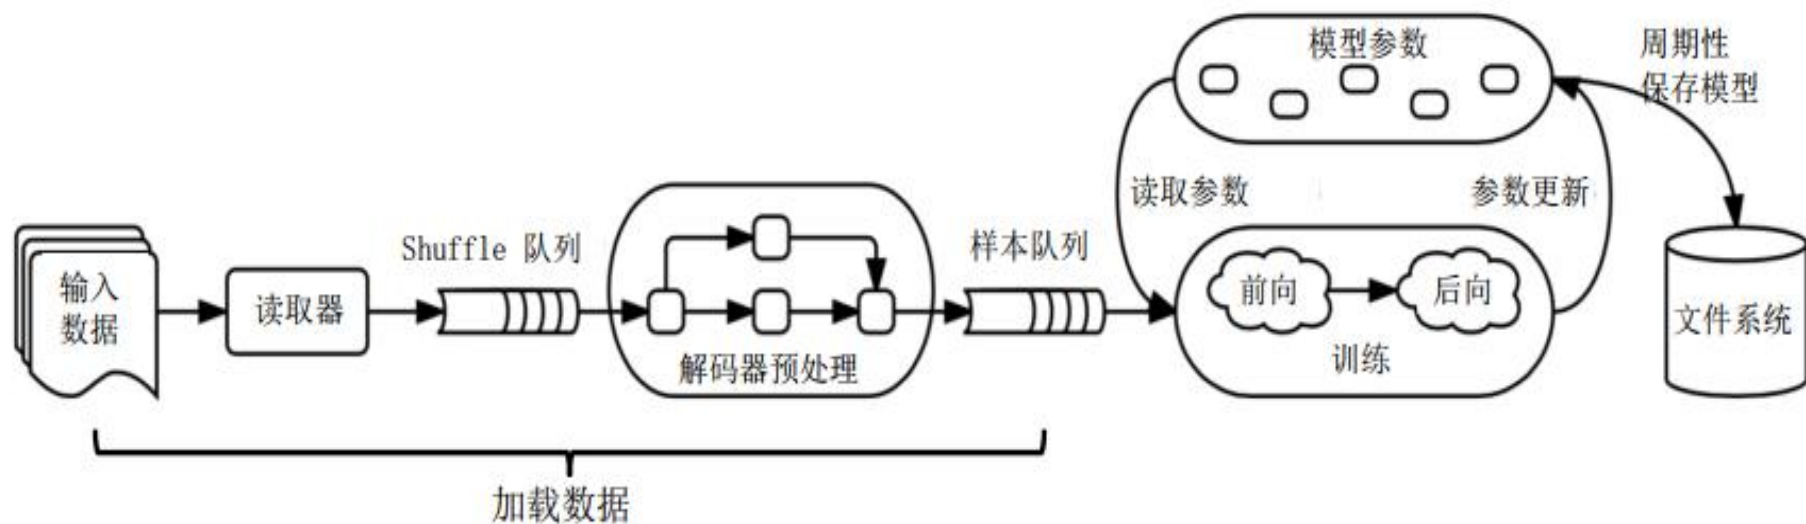 模型参数
周期性
保存模型
读取参数
参数更新
Shuffle 队列
样本队列
输入
数据
读取器
前向
后向
文件系统
解码器预处理
训练
加载数据